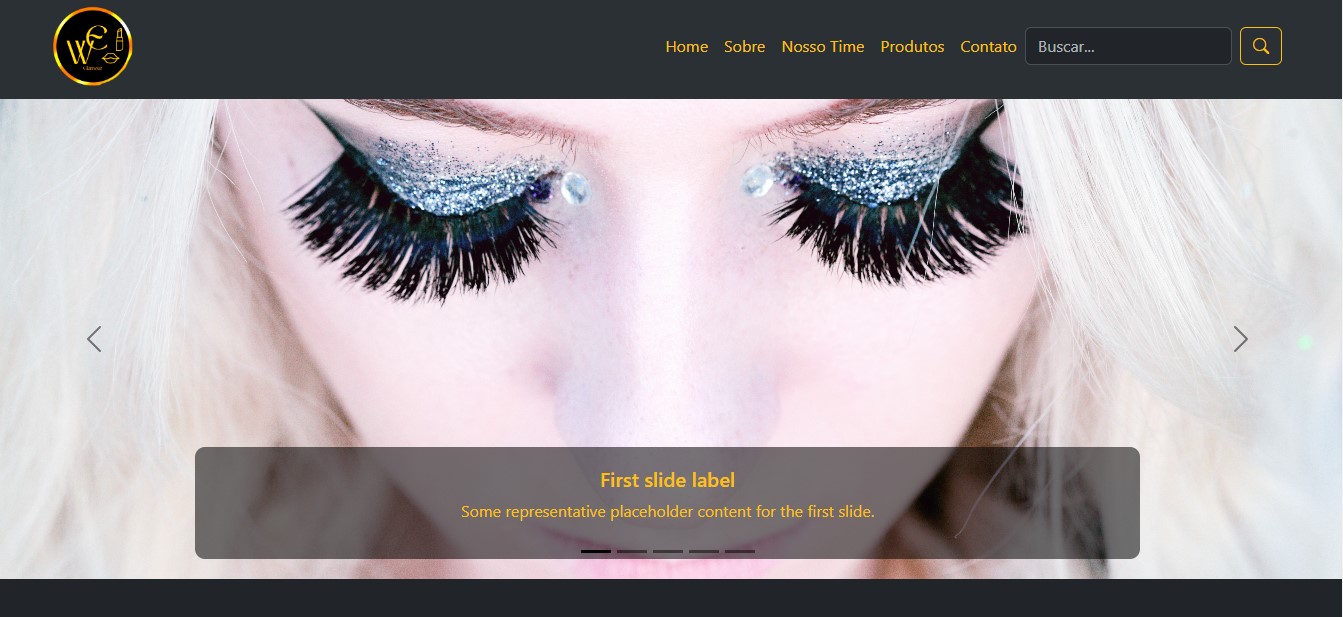 WE
Glamour
Home Sobre Nosso Time Produtos Contato Buscar...
First slide label
Some representative placeholder content for the first slide.